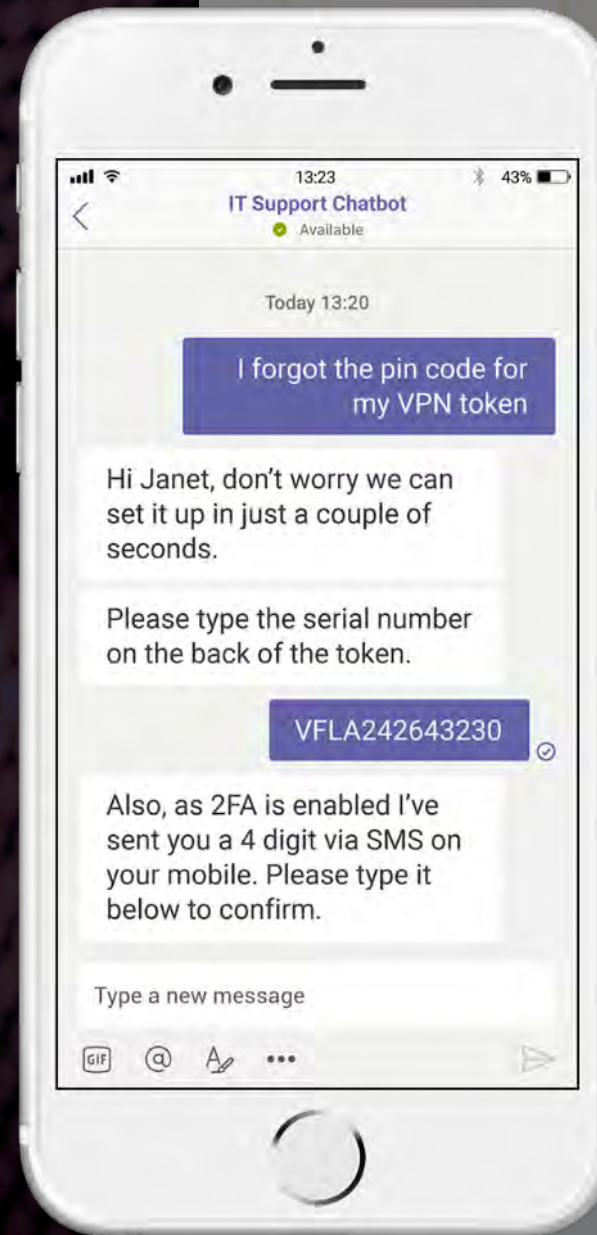 13:23
43%
IT Support Chatbot
Available
Today 13:20
I forgot the pin code for
my VPN token
Hi Janet, don’t worry we can
set it up in just a couple of
seconds.
Please type the serial number
on the back of the token.
VFLA242643230
Also, as 2FA is enabled I’ve
sent you a 4 digit via SMS on
your mobile. Please type it
below to confirm.
Type a new message
GIF @ A